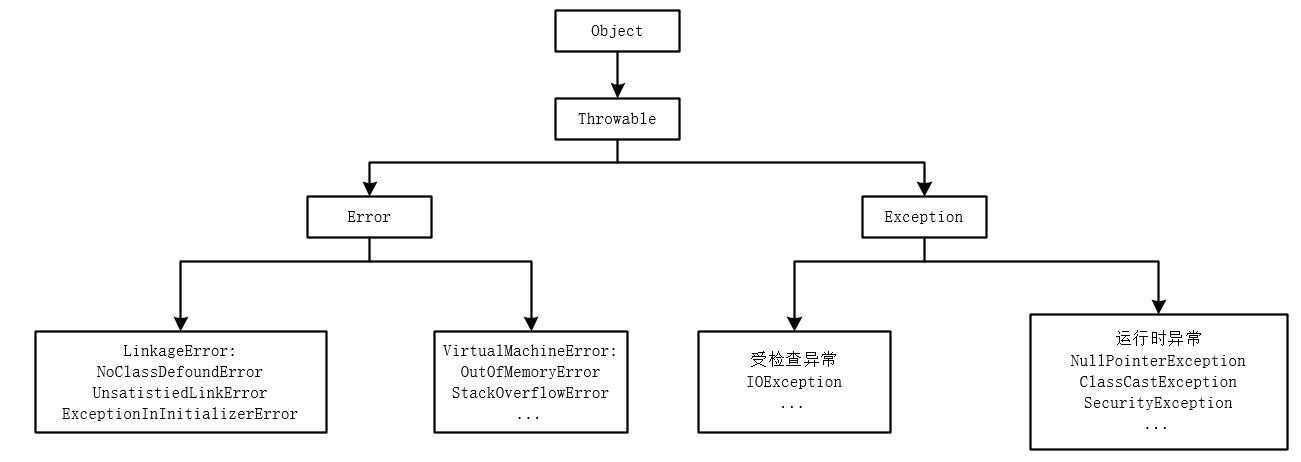 Object
Throwable
Error
Exception
LinkageError:
NoClassDefoundError
UnsatistiedLinkError
ExceptionInInitializerError
VirtualMachineError:
OutOfMemoryError
StackOverflowError
...
受检查异常
IOException
...
运行时异常
NullPointerException
ClassCastException
SecurityException
...